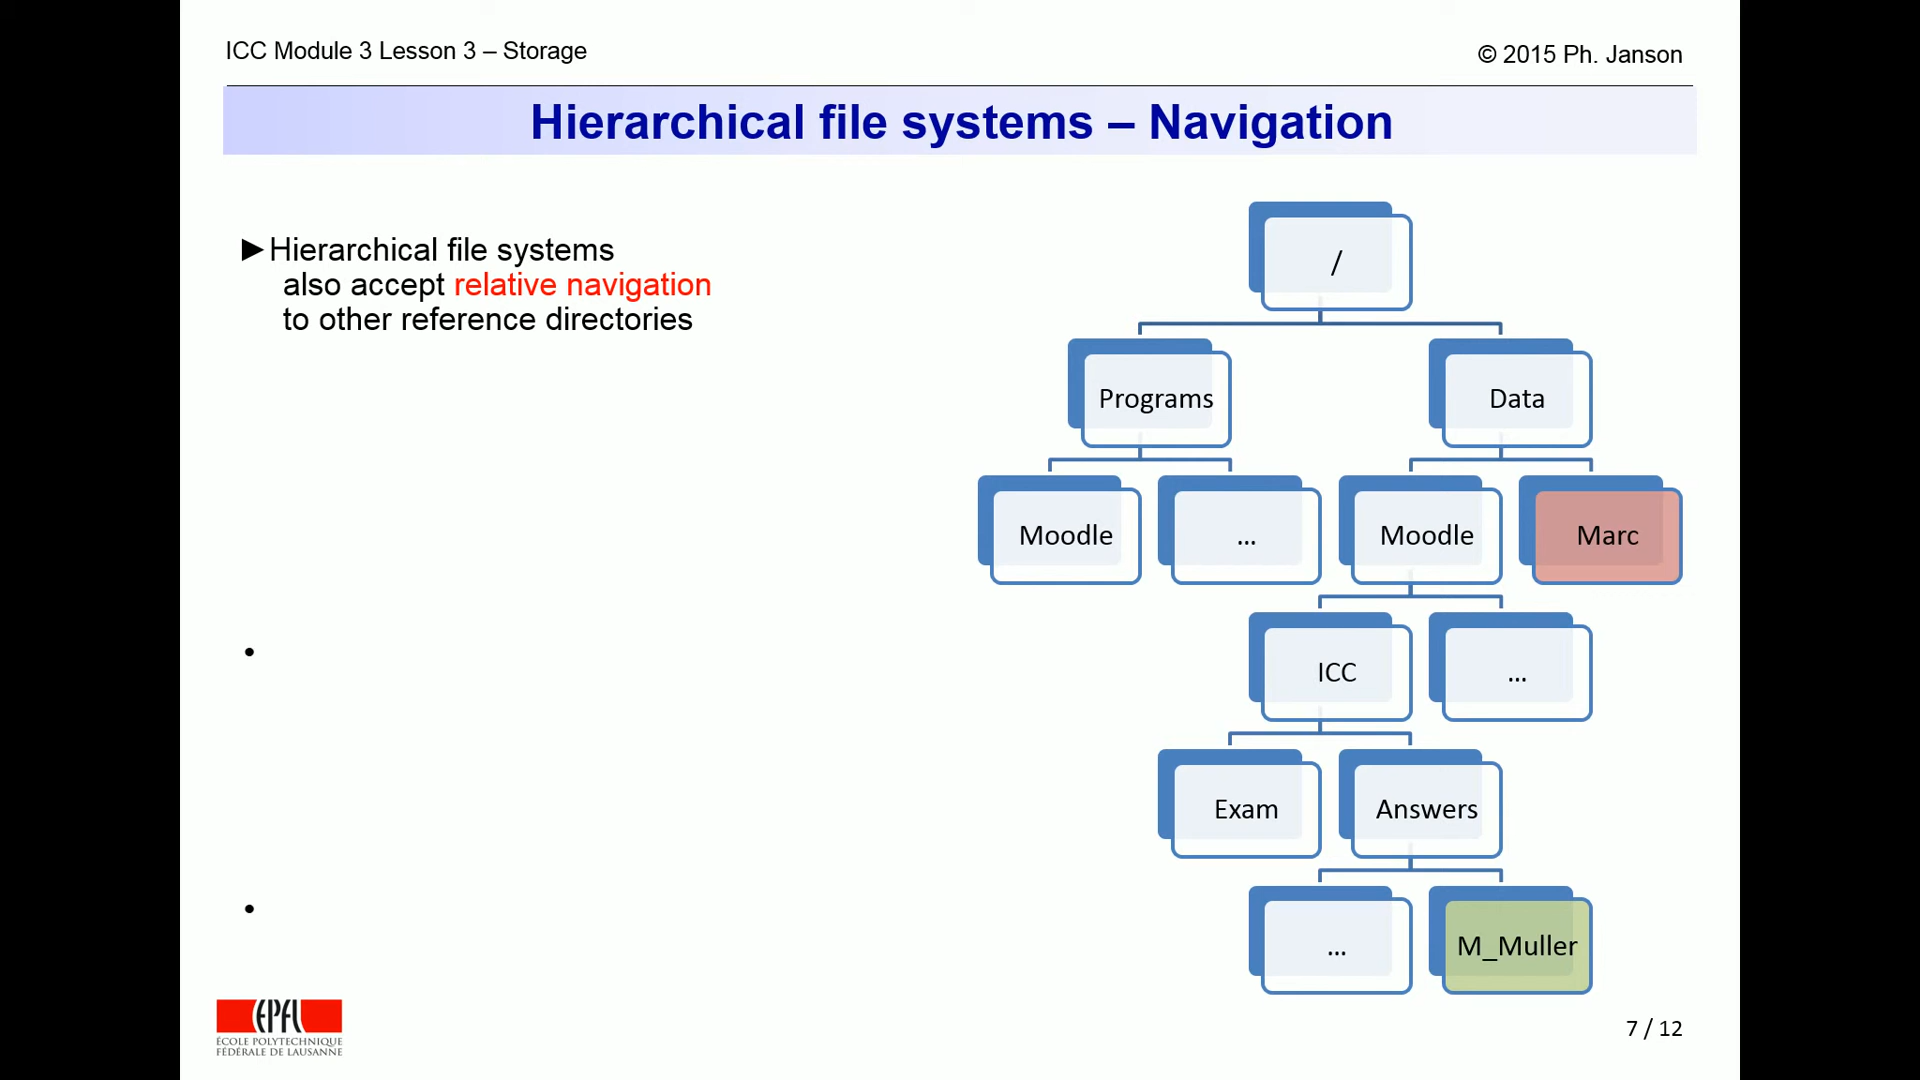 ICC Module 3 Lesson 3 – Storage
© 2015 Ph. Janson
Hierarchical file systems – Navigation
►Hierarchical file systems
also accept relative navigation
to other reference directories
•
•
/
Programs
Data
Moodle
...
Moodle
Marc
ICC
...
Exam
Answers
...
M_Muller
EPFL
ÉCOLE POLYTECHNIQUE
FÉDÉRALE DE LAUSANNE
7 / 12